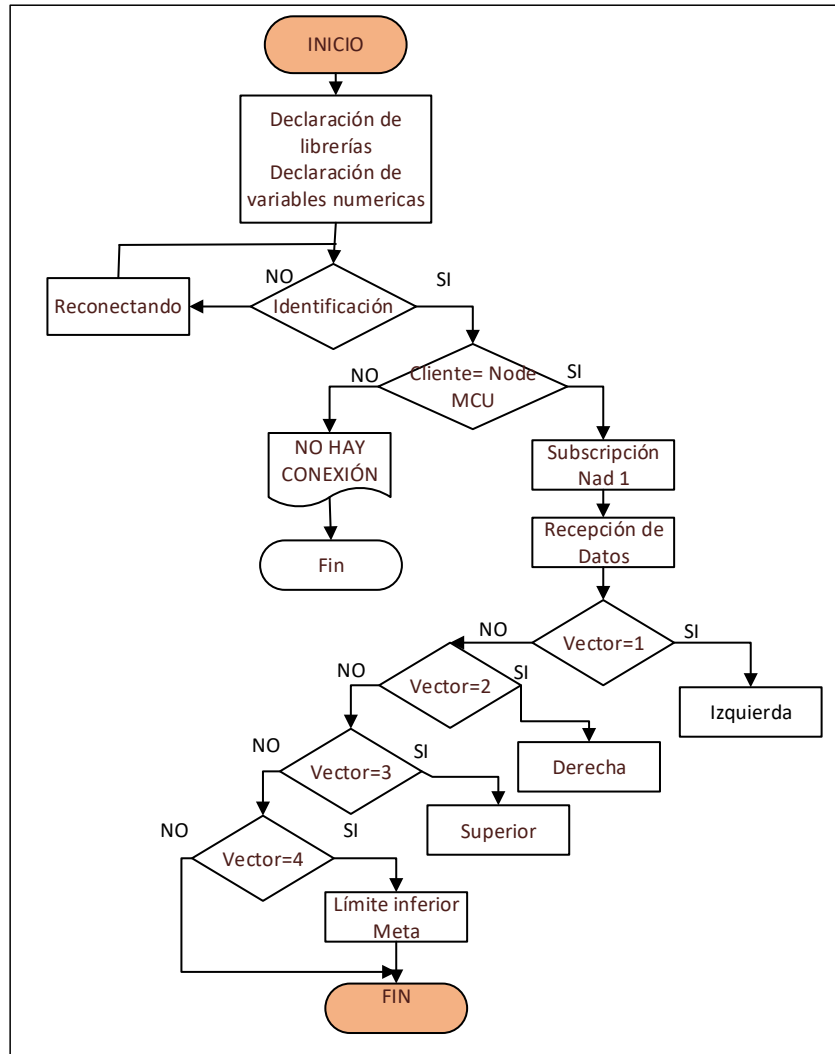 INICIO
Declaración de
librerías
Declaración de
variables numericas
NO
SI
Reconectando
Identificación
NO
Cliente= Node
MCU
SI
NO HAY
CONEXIÓN
Subscripción
Nad 1
Fin
Recepción de
Datos
NO
Vector=1
SI
NO
Vector=2
SI
Izquierda
NO
Vector=3
SI
Derecha
NO
Vector=4
SI
Superior
Límite inferior
Meta
FIN